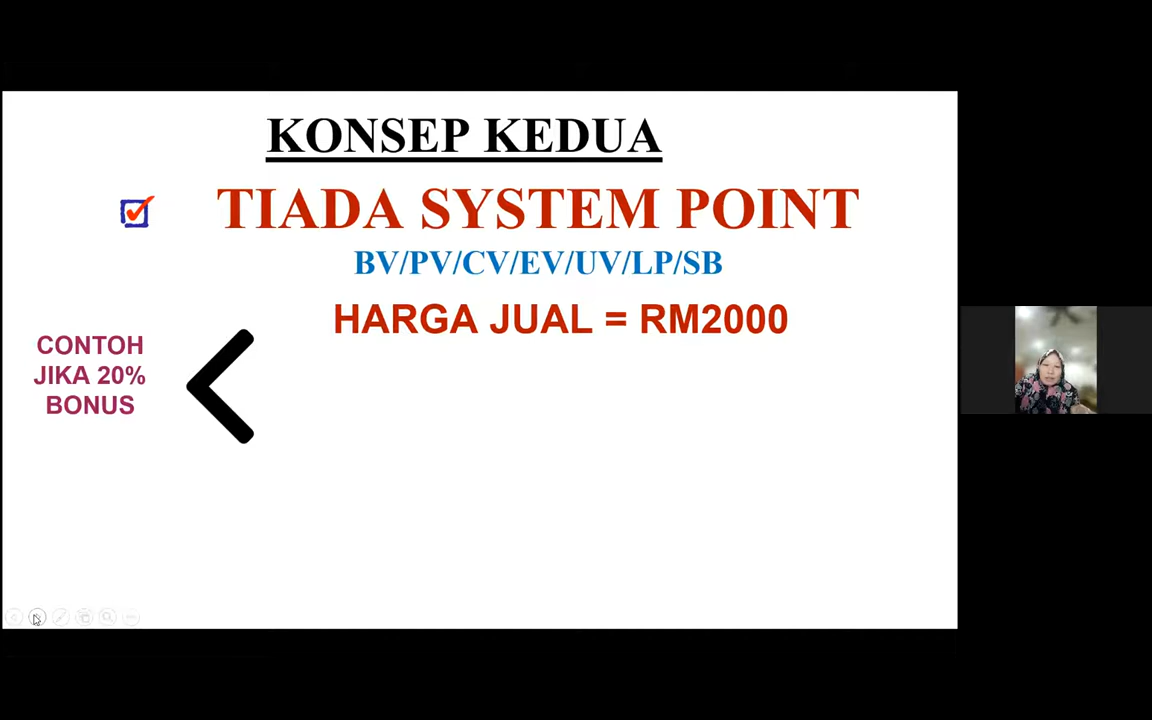 KONSEP KEDUA
TIADA SYSTEM POINT
BV/PV/CV/EV/UV/LP/SB
HARGA JUAL = RM2000
CONTOH
JIKA 20%
BONUS